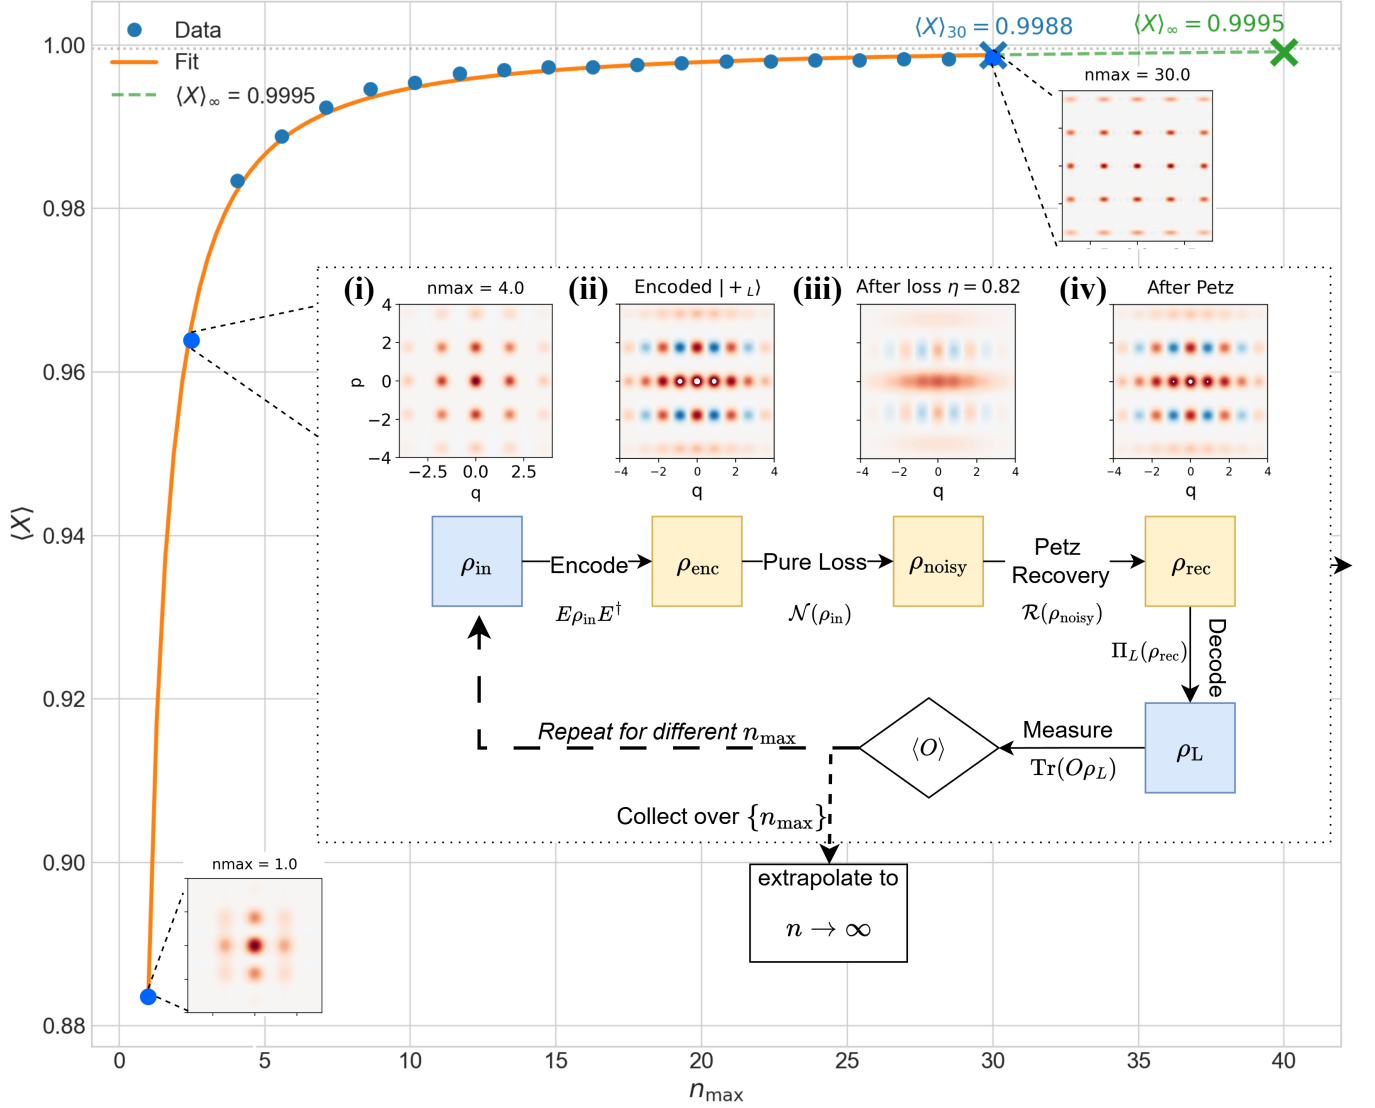 Data
Fit
⟨X⟩∞ = 0.9995
⟨X⟩30 = 0.9988
⟨X⟩∞ = 0.9995
nmax = 30.0
1.00
0.98
0.96
0.94
0.92
0.90
0.88
⟨X⟩
(i)
nmax = 4.0
4
2
0
−2
−4
p
−2.5 0.0 2.5
q
(ii)
Encoded |+L⟩
−4 −2 0 2 4
q
(iii)
After loss η = 0.82
−4 −2 0 2 4
q
(iv)
After Petz
−4 −2 0 2 4
q
ρin
Encode
Eρin E†
ρenc
Pure Loss
𝒩(ρin)
ρnoisy
Petz
Recovery
ℛ(ρnoisy)
ρrec
Decode
ΠL(ρrec)
ρL
Measure
Tr(OρL)
⟨O⟩
Repeat for different nmax
Collect over {nmax}
extrapolate to
n → ∞
nmax = 1.0
0 5 10 15 20 25 30 35 40
nmax